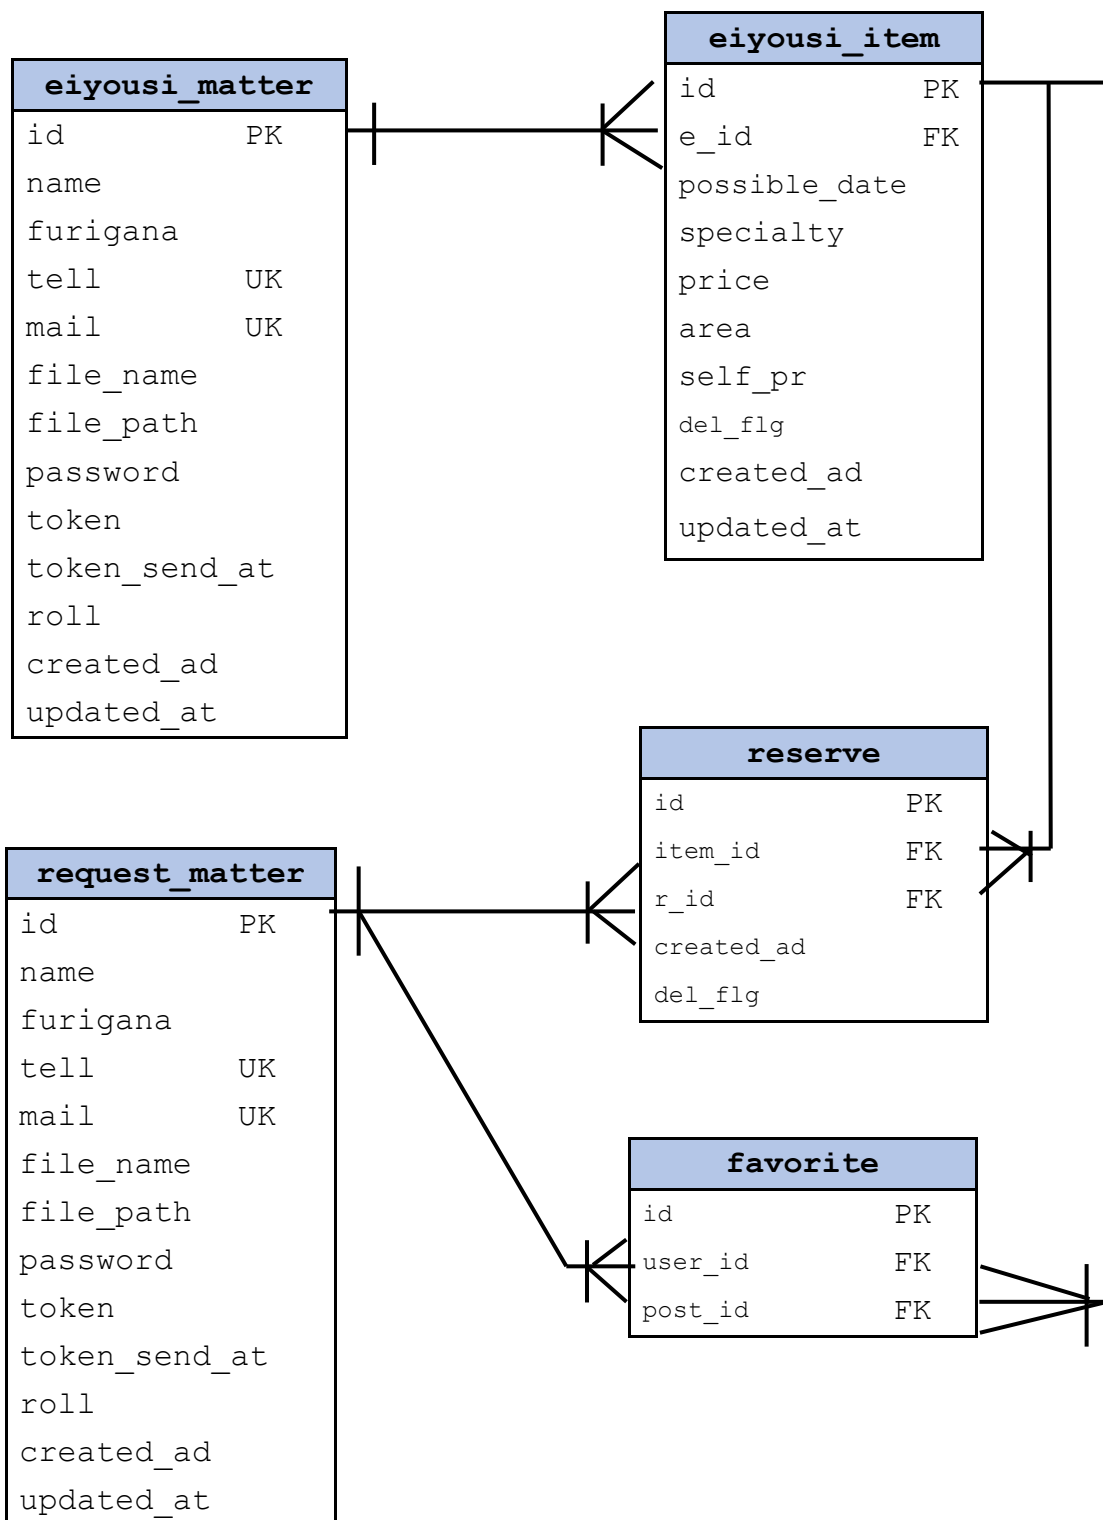 eiyousi_matter
id PK
name
furigana
tell UK
mail UK
file_name
file_path
password
token
token_send_at
roll
created_ad
updated_at
eiyousi_item
id PK
e_id FK
possible_date
specialty
price
area
self_pr
del_flg
created_ad
updated_at
reserve
id PK
item_id FK
r_id FK
created_ad
del_flg
request_matter
id PK
name
furigana
tell UK
mail UK
file_name
file_path
password
token
token_send_at
roll
created_ad
updated_at
favorite
id PK
user_id FK
post_id FK